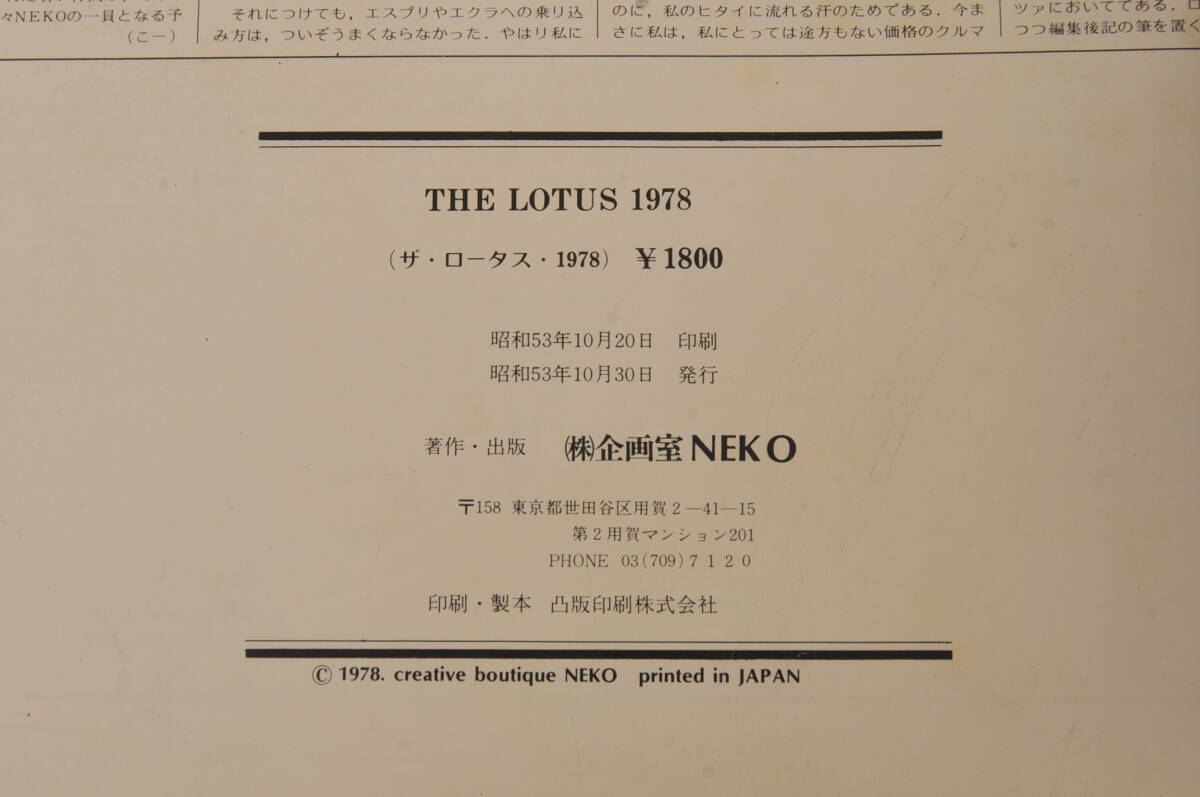 々NEKOの一員となる予
（こー）
それにつけても，エスプリやエクラへの乗り込
み方は，ついぞうまくならなかった．やはり私に
のに，私のヒタイに流れる汗のためである．今ま
さに私は，私にとっては途方もない価格のクルマ
ツァにおいてである．ロ
つつ編集後記の筆を置く
THE LOTUS 1978
（ザ・ロータス・1978） ￥1800
昭和53年10月20日 印刷
昭和53年10月30日 発行
著作・出版 ㈱企画室NEKO
〒158 東京都世田谷区用賀2―41―15
第2用賀マンション201
PHONE 03(709)7120
印刷・製本 凸版印刷株式会社
© 1978. creative boutique NEKO printed in JAPAN